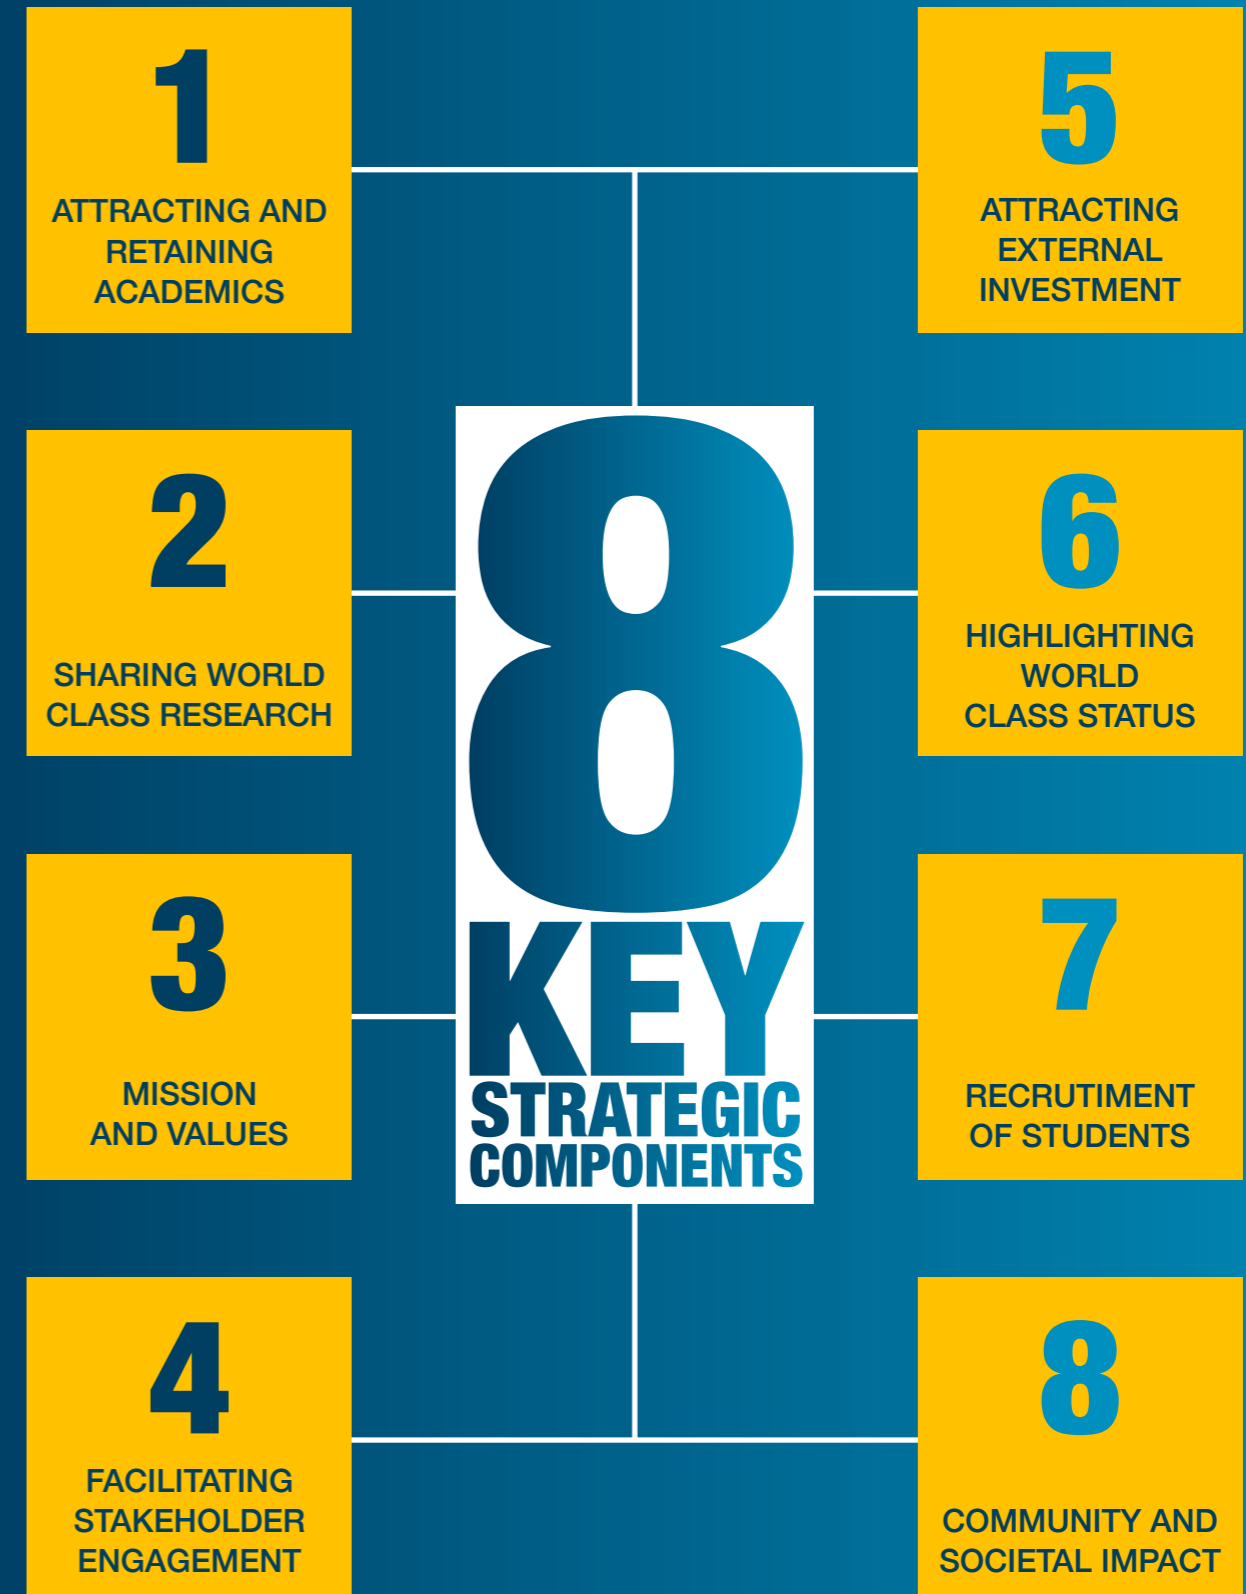 1
ATTRACTING AND
RETAINING
ACADEMICS
2
SHARING WORLD
CLASS RESEARCH
3
MISSION
AND VALUES
4
FACILITATING
STAKEHOLDER
ENGAGEMENT
8
KEY
STRATEGIC
COMPONENTS
5
ATTRACTING
EXTERNAL
INVESTMENT
6
HIGHLIGHTING
WORLD
CLASS STATUS
7
RECRUTIMENT
OF STUDENTS
8
COMMUNITY AND
SOCIETAL IMPACT